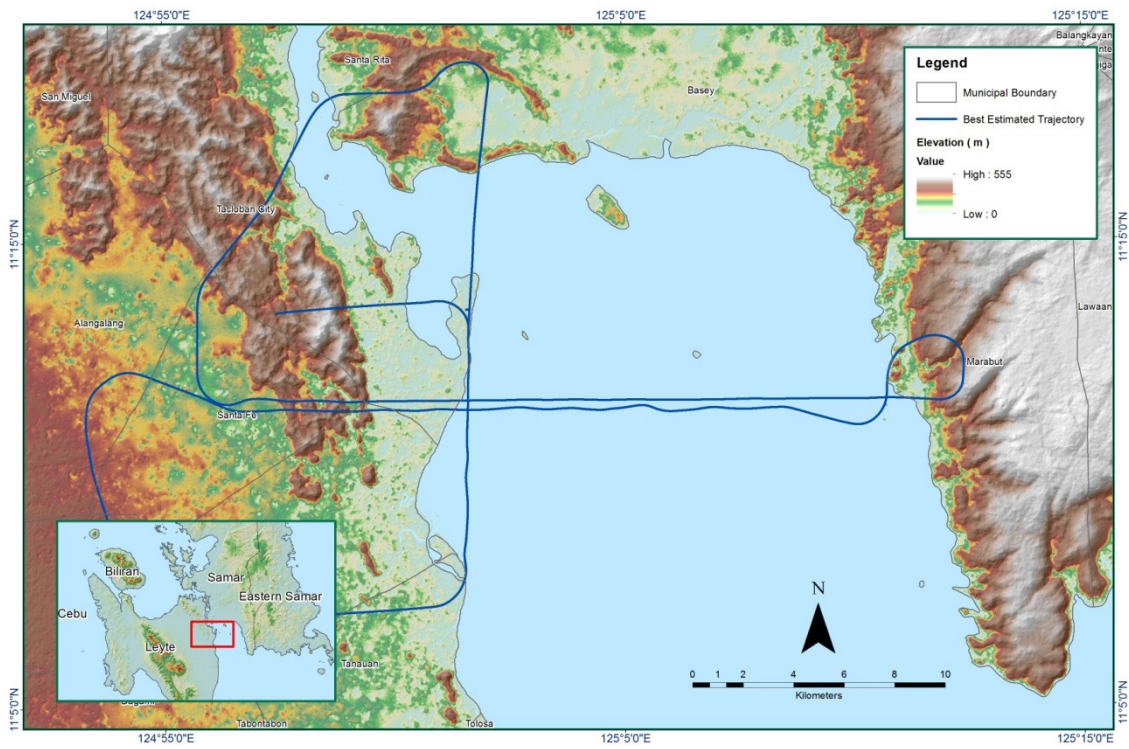 124°55'0"E
125°5'0"E
125°15'0"E
Balangkayan
Santa Rita
San Miguel
Basey
Legend
Municipal Boundary
Best Estimated Trajectory
Elevation ( m )
Value
High : 555
Low : 0
Tacloban City
11°15'0"N
11°15'0"N
Alangalang
Lawaan
Marabut
Santa Fe
Biliran
Samar
Eastern Samar
Cebu
Leyte
N
Tanauan
0 1 2 4 6 8 10
Kilometers
Tabontabon
Tolosa
11°5'0"N
11°5'0"N
124°55'0"E
125°5'0"E
125°15'0"E